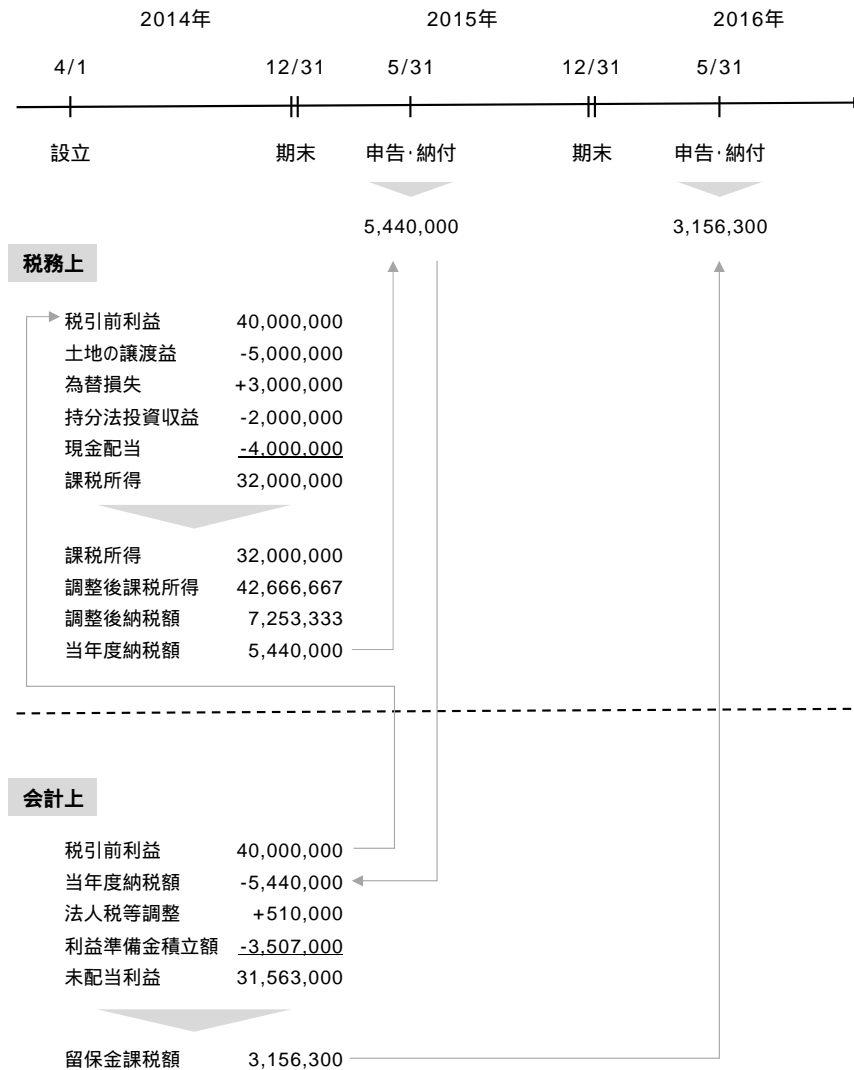 2014年 2015年 2016年
4/1 12/31 5/31 12/31 5/31
設立 期末 申告・納付 期末 申告・納付
5,440,000 3,156,300
税務上
税引前利益 40,000,000
土地の譲渡益 -5,000,000
為替損失 +3,000,000
持分法投資収益 -2,000,000
現金配当 -4,000,000
課税所得 32,000,000
課税所得 32,000,000
調整後課税所得 42,666,667
調整後納税額 7,253,333
当年度納税額 5,440,000
会計上
税引前利益 40,000,000
当年度納税額 -5,440,000
法人税等調整 +510,000
利益準備金積立額 -3,507,000
未配当利益 31,563,000
留保金課税額 3,156,300